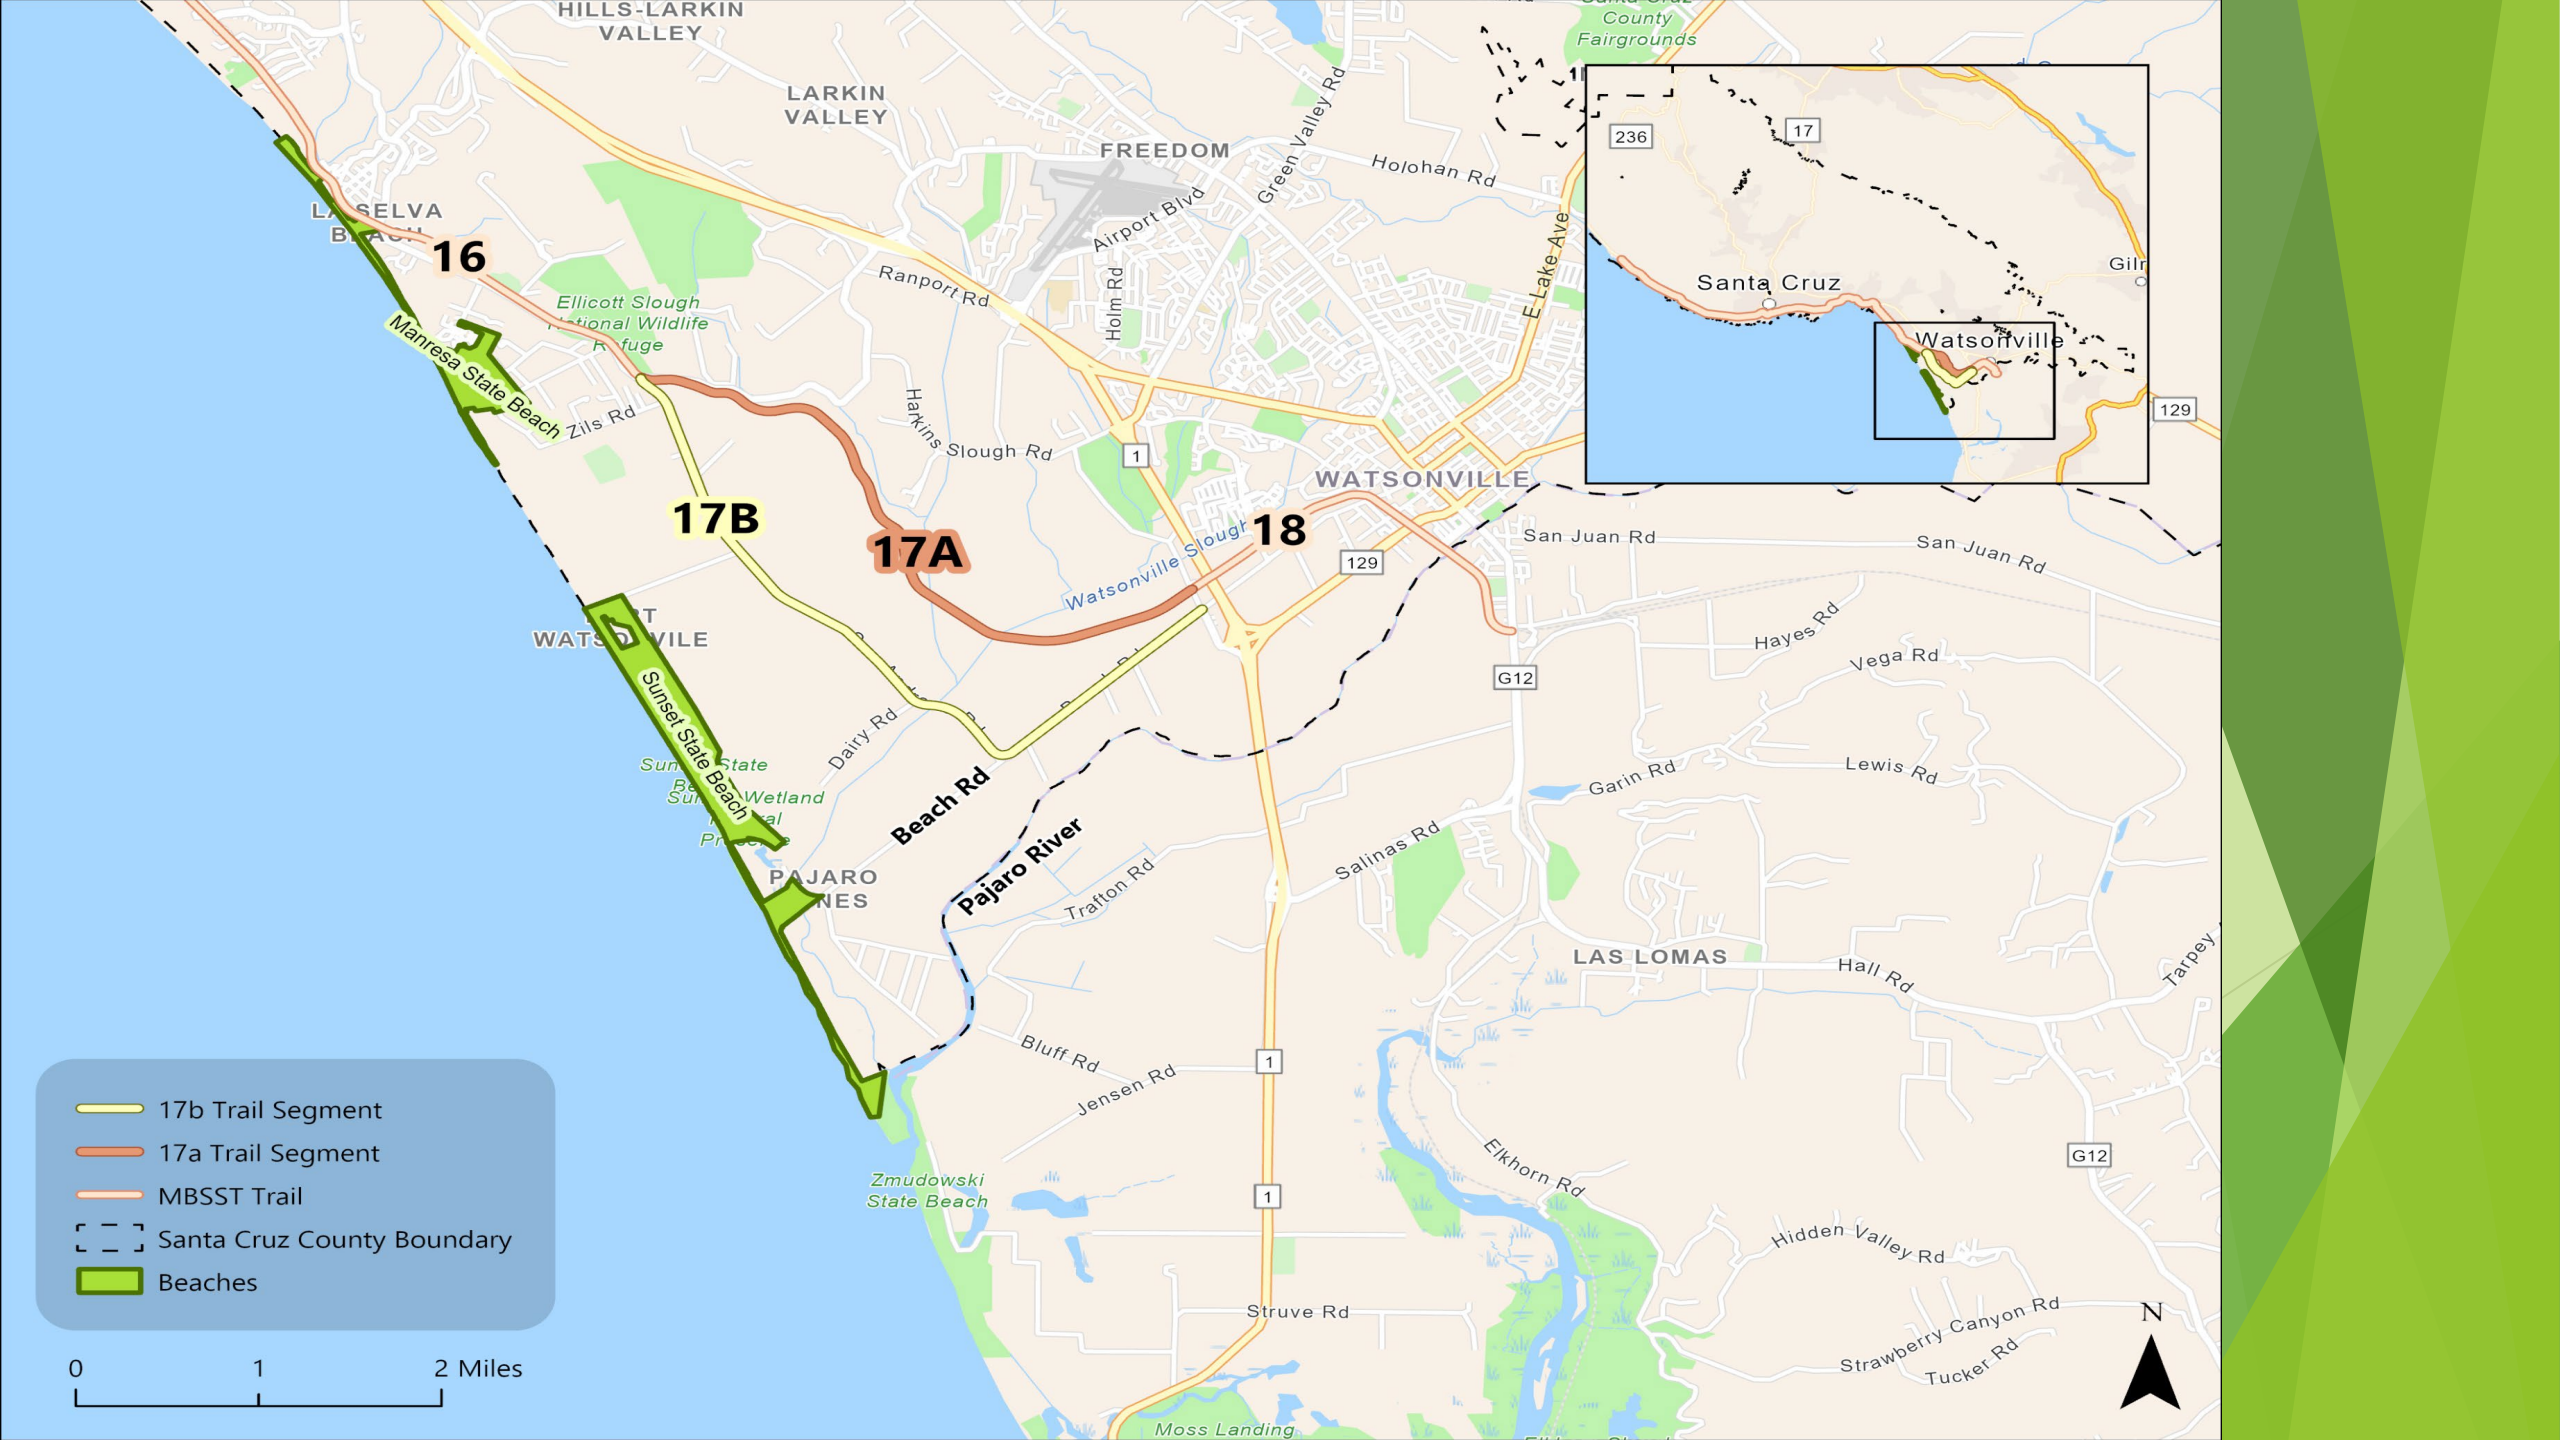 HILLS-LARKIN
VALLEY
County
Fairgrounds
LARKIN
VALLEY
FREEDOM
Green Valley Rd
Holohan Rd
Airport Blvd
E Lake Ave
Holm Rd
Ranport Rd
16
Ellicott Slough
National Wildlife
Refuge
Manresa State Beach
Zils Rd
Harkins Slough Rd
1
WATSONVILLE
17B
17A
18
Watsonville Slough
129
236
17
Santa Cruz
Watsonville
129
San Juan Rd
San Juan Rd
Hayes Rd
Vega Rd
G12
Sunset State Beach
Dairy Rd
Beach Rd
Pajaro River
Garin Rd
Lewis Rd
Salinas Rd
Trafton Rd
PAJARO
LAS LOMAS
Hall Rd
Tarpey
Bluff Rd
Jensen Rd
1
Elkhorn Rd
G12
Zmudowski
State Beach
1
Hidden Valley Rd
Struve Rd
Strawberry Canyon Rd
Tucker Rd
Moss Landing
17b Trail Segment
17a Trail Segment
MBSST Trail
Santa Cruz County Boundary
Beaches
0 1 2 Miles
N